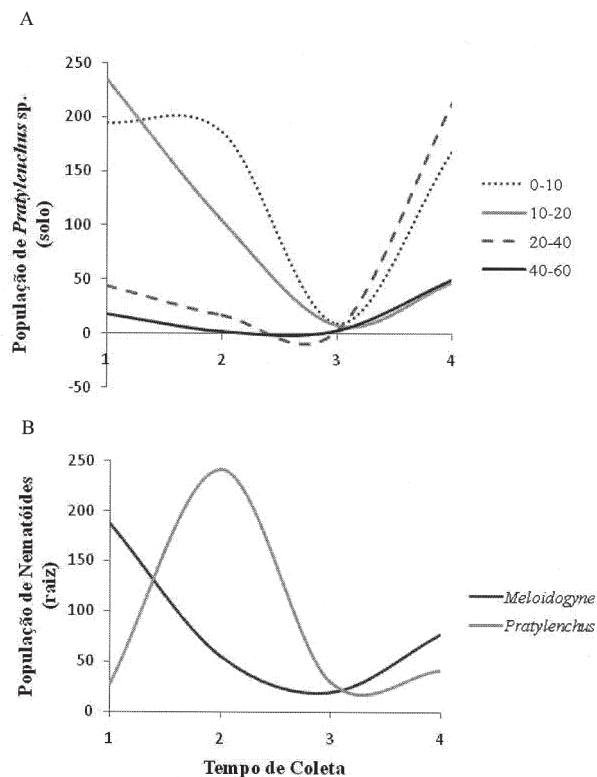 A
População de Pratylenchus sp.
(solo)
250
200
150
100
50
0
-50
1
2
3
4
0-10
10-20
20-40
40-60
B
População de Nematóides
(raiz)
250
200
150
100
50
0
1
2
3
4
Meloidogyne
Pratylenchus
Tempo de Coleta